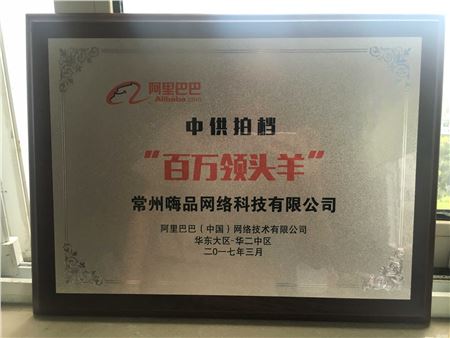 阿里巴巴
Alibaba.com
中供拍档
“百万领头羊”
常州嗨品网络科技有限公司
阿里巴巴（中国）网络技术有限公司
华东大区-华二中区
二〇一七年三月